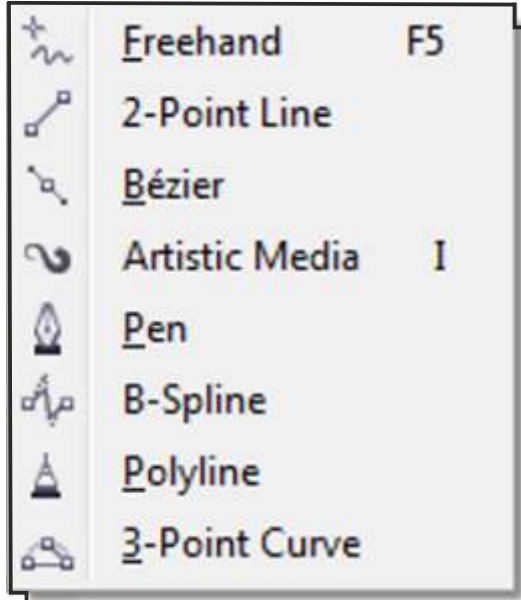 Freehand F5
2-Point Line
Bézier
Artistic Media I
Pen
B-Spline
Polyline
3-Point Curve